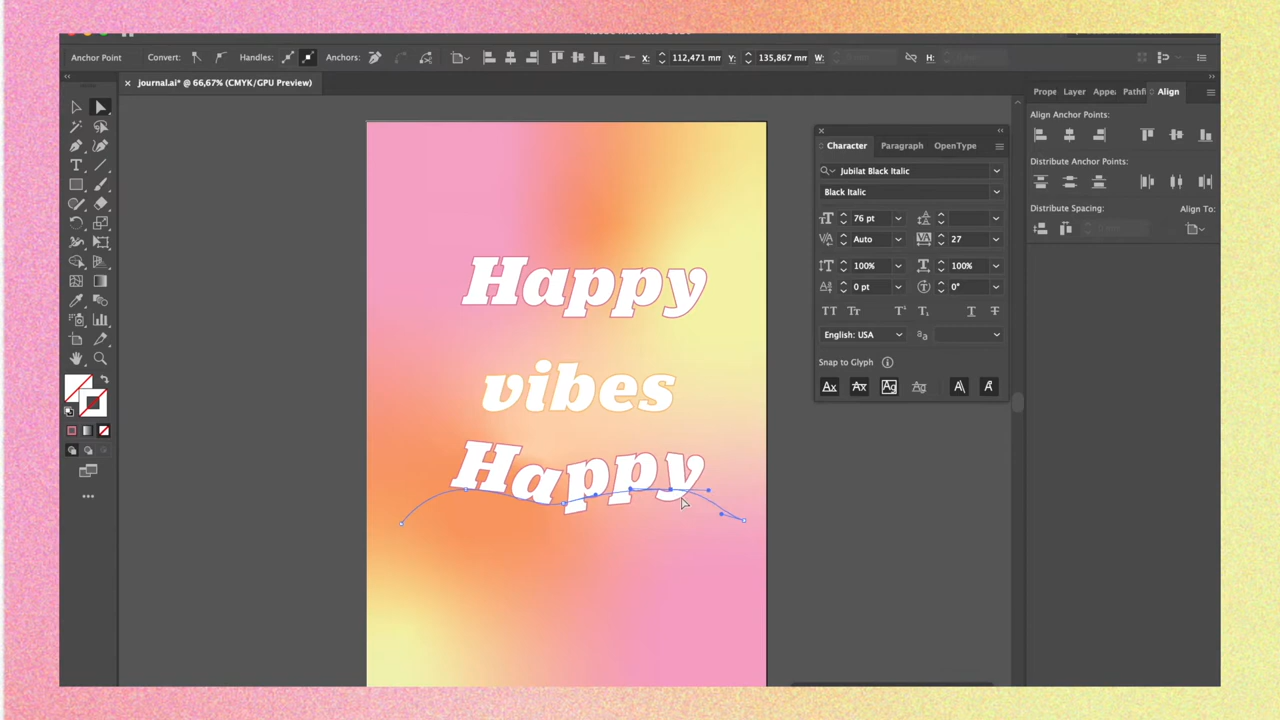 Anchor Point Convert: Handles: Anchors: X: 112,471 mm Y: 135,867 mm W: H:
× journal.ai* @ 66,67% (CMYK/GPU Preview)
Prope Layer Appea Pathfi Align
Align Anchor Points:
Distribute Anchor Points:
Distribute Spacing: Align To:
Character Paragraph OpenType
Jubilat Black Italic
Black Italic
76 pt
Auto 27
100% 100%
0 pt 0°
English: USA
Snap to Glyph
Happy
vibes
Happy